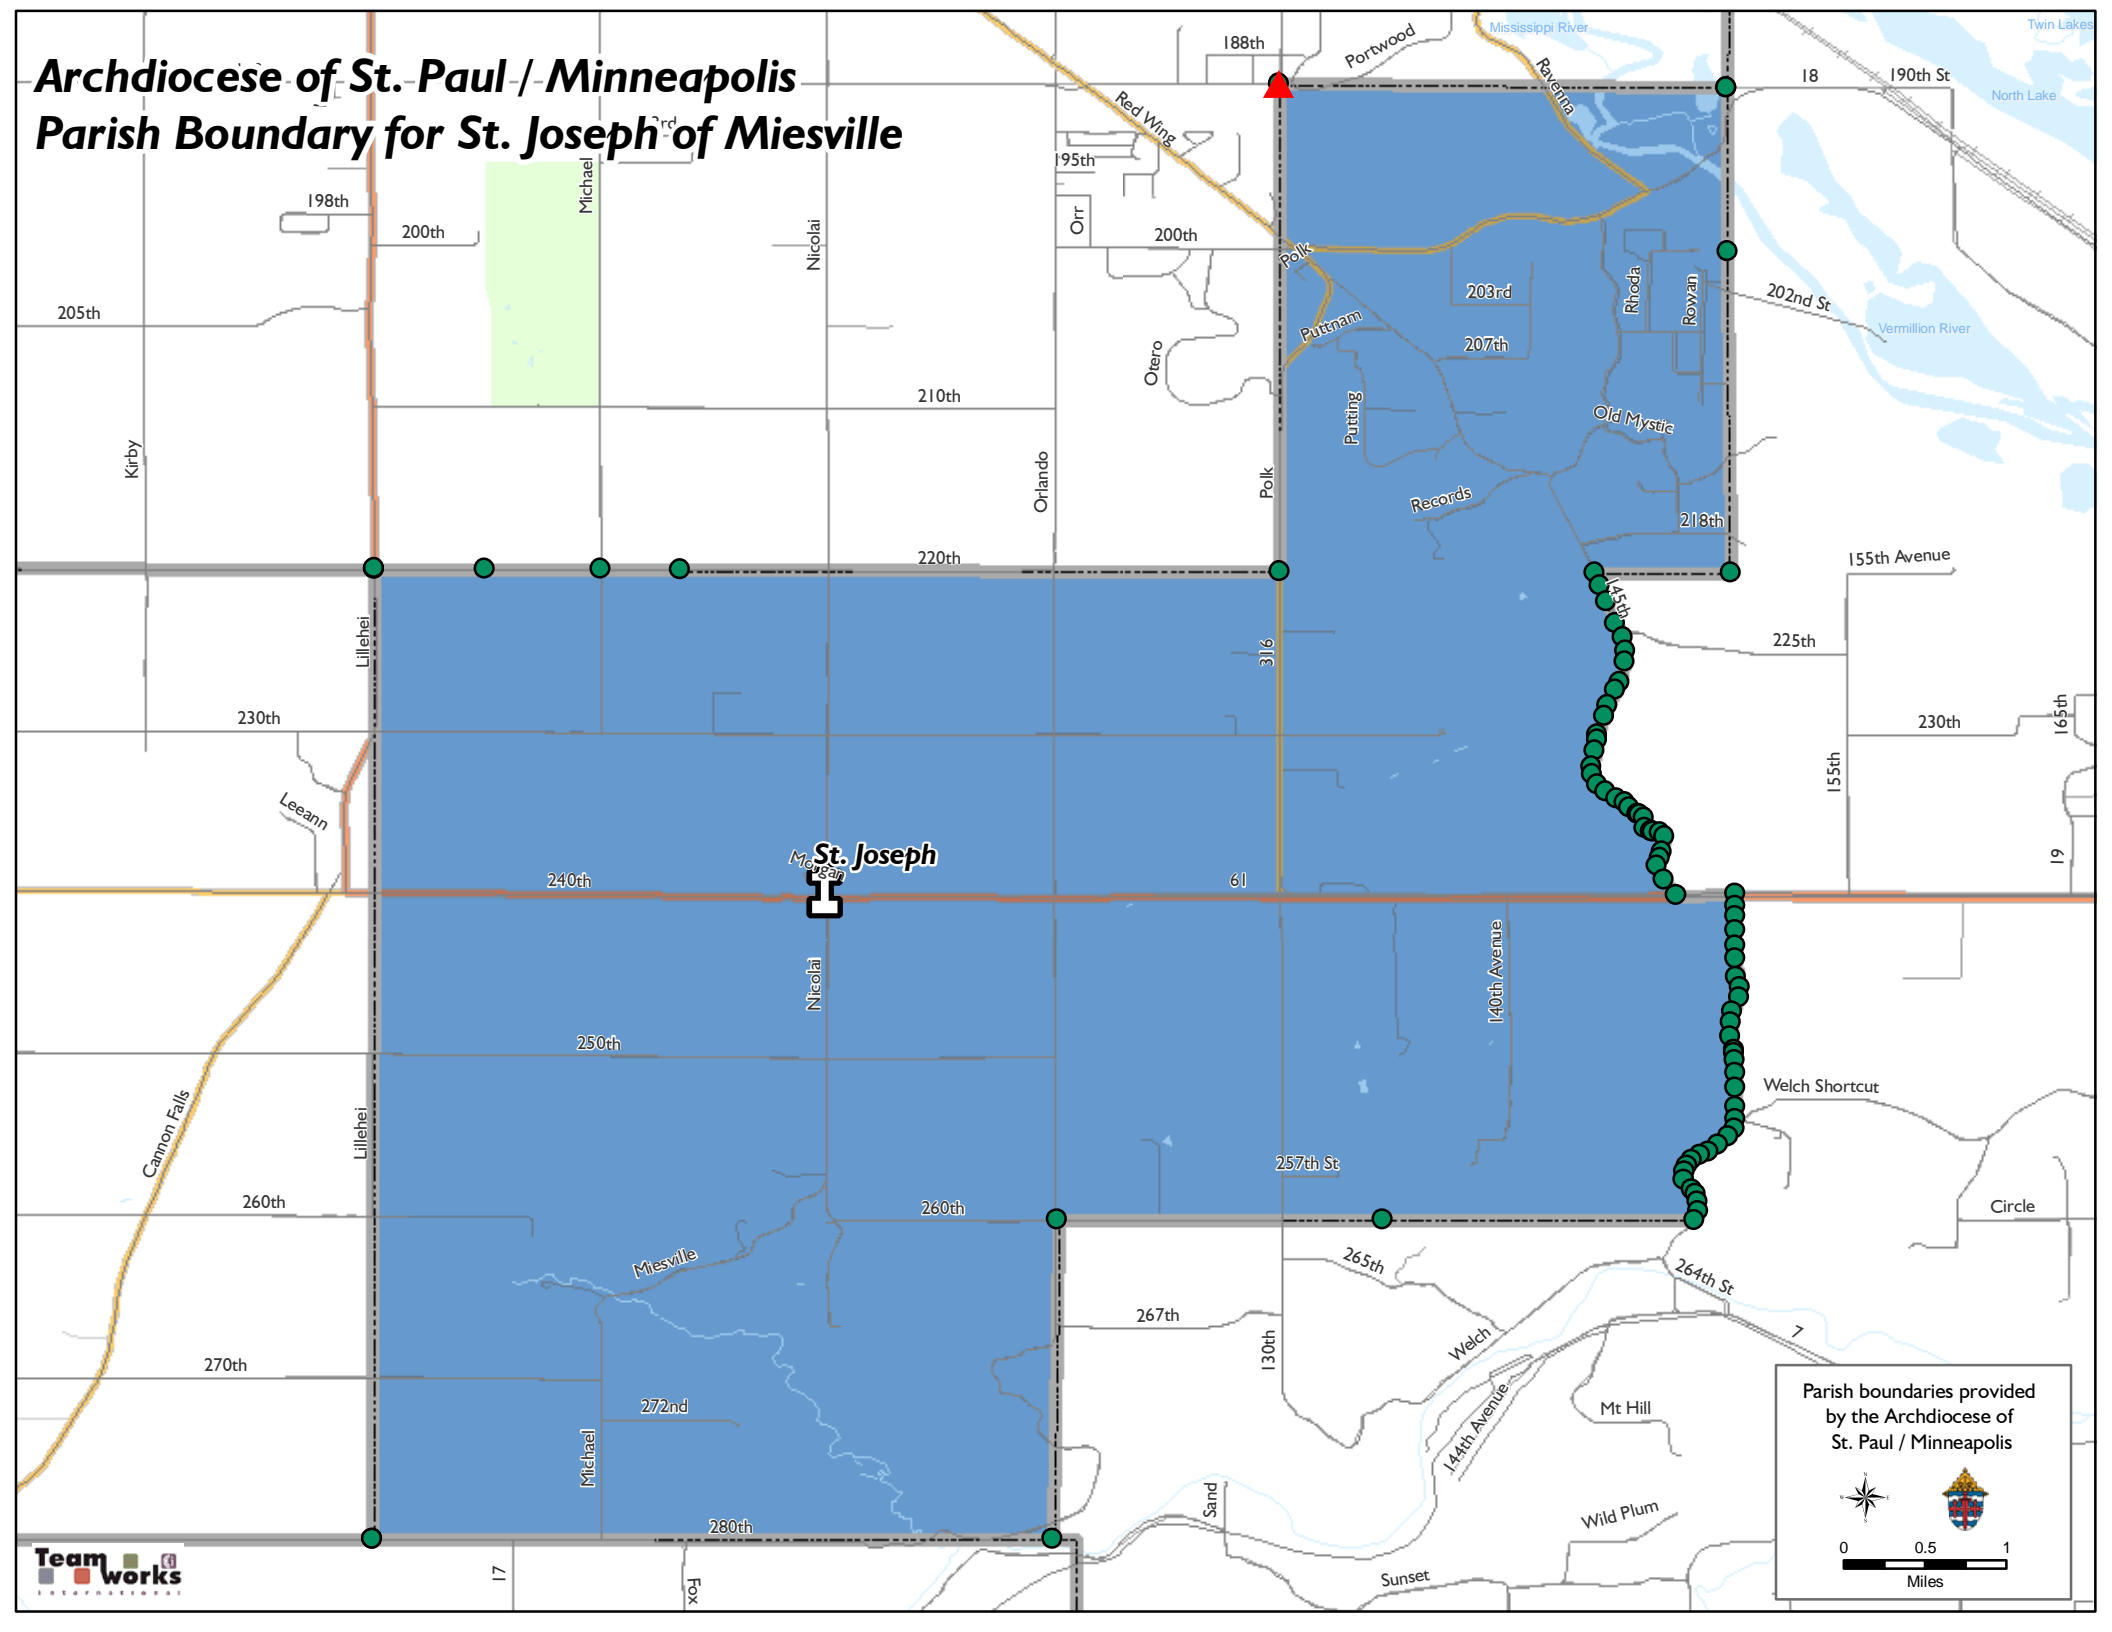 Archdiocese of St. Paul / Minneapolis
Parish Boundary for St. Joseph of Miesville
188th
Portwood
Mississippi River
Twin Lakes
18
190th St
North Lake
Ravenna
Red Wing
195th
Michael
198th
200th
Nicolai
Orr
200th
Polk
203rd
Rhoda
Rowan
202nd St
Vermillion River
205th
Puttnam
207th
Otero
210th
Putting
Old Mystic
Kirby
Orlando
Polk
Records
218th
220th
155th Avenue
145th
Lillehei
316
225th
230th
165th
230th
155th
Leeann
St. Joseph
Morgan
240th
61
19
Nicolai
140th Avenue
250th
Cannon Falls
Lillehei
Welch Shortcut
257th St
260th
260th
Circle
Miesville
265th
264th St
267th
130th
Welch
7
270th
272nd
Michael
144th Avenue
Mt Hill
Sand
Wild Plum
280th
17
Fox
Sunset
Parish boundaries provided
by the Archdiocese of
St. Paul / Minneapolis
0 0.5 1
Miles
Team
works
international